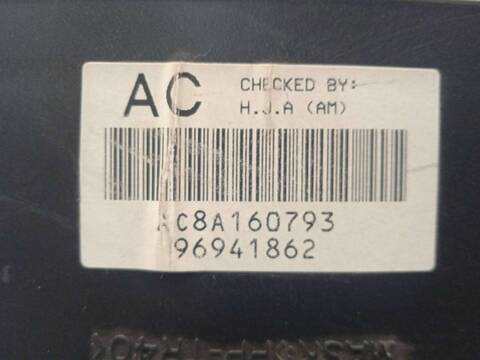 AC
CHECKED BY:
H.J.A (AM)
AC8A160793
96941862